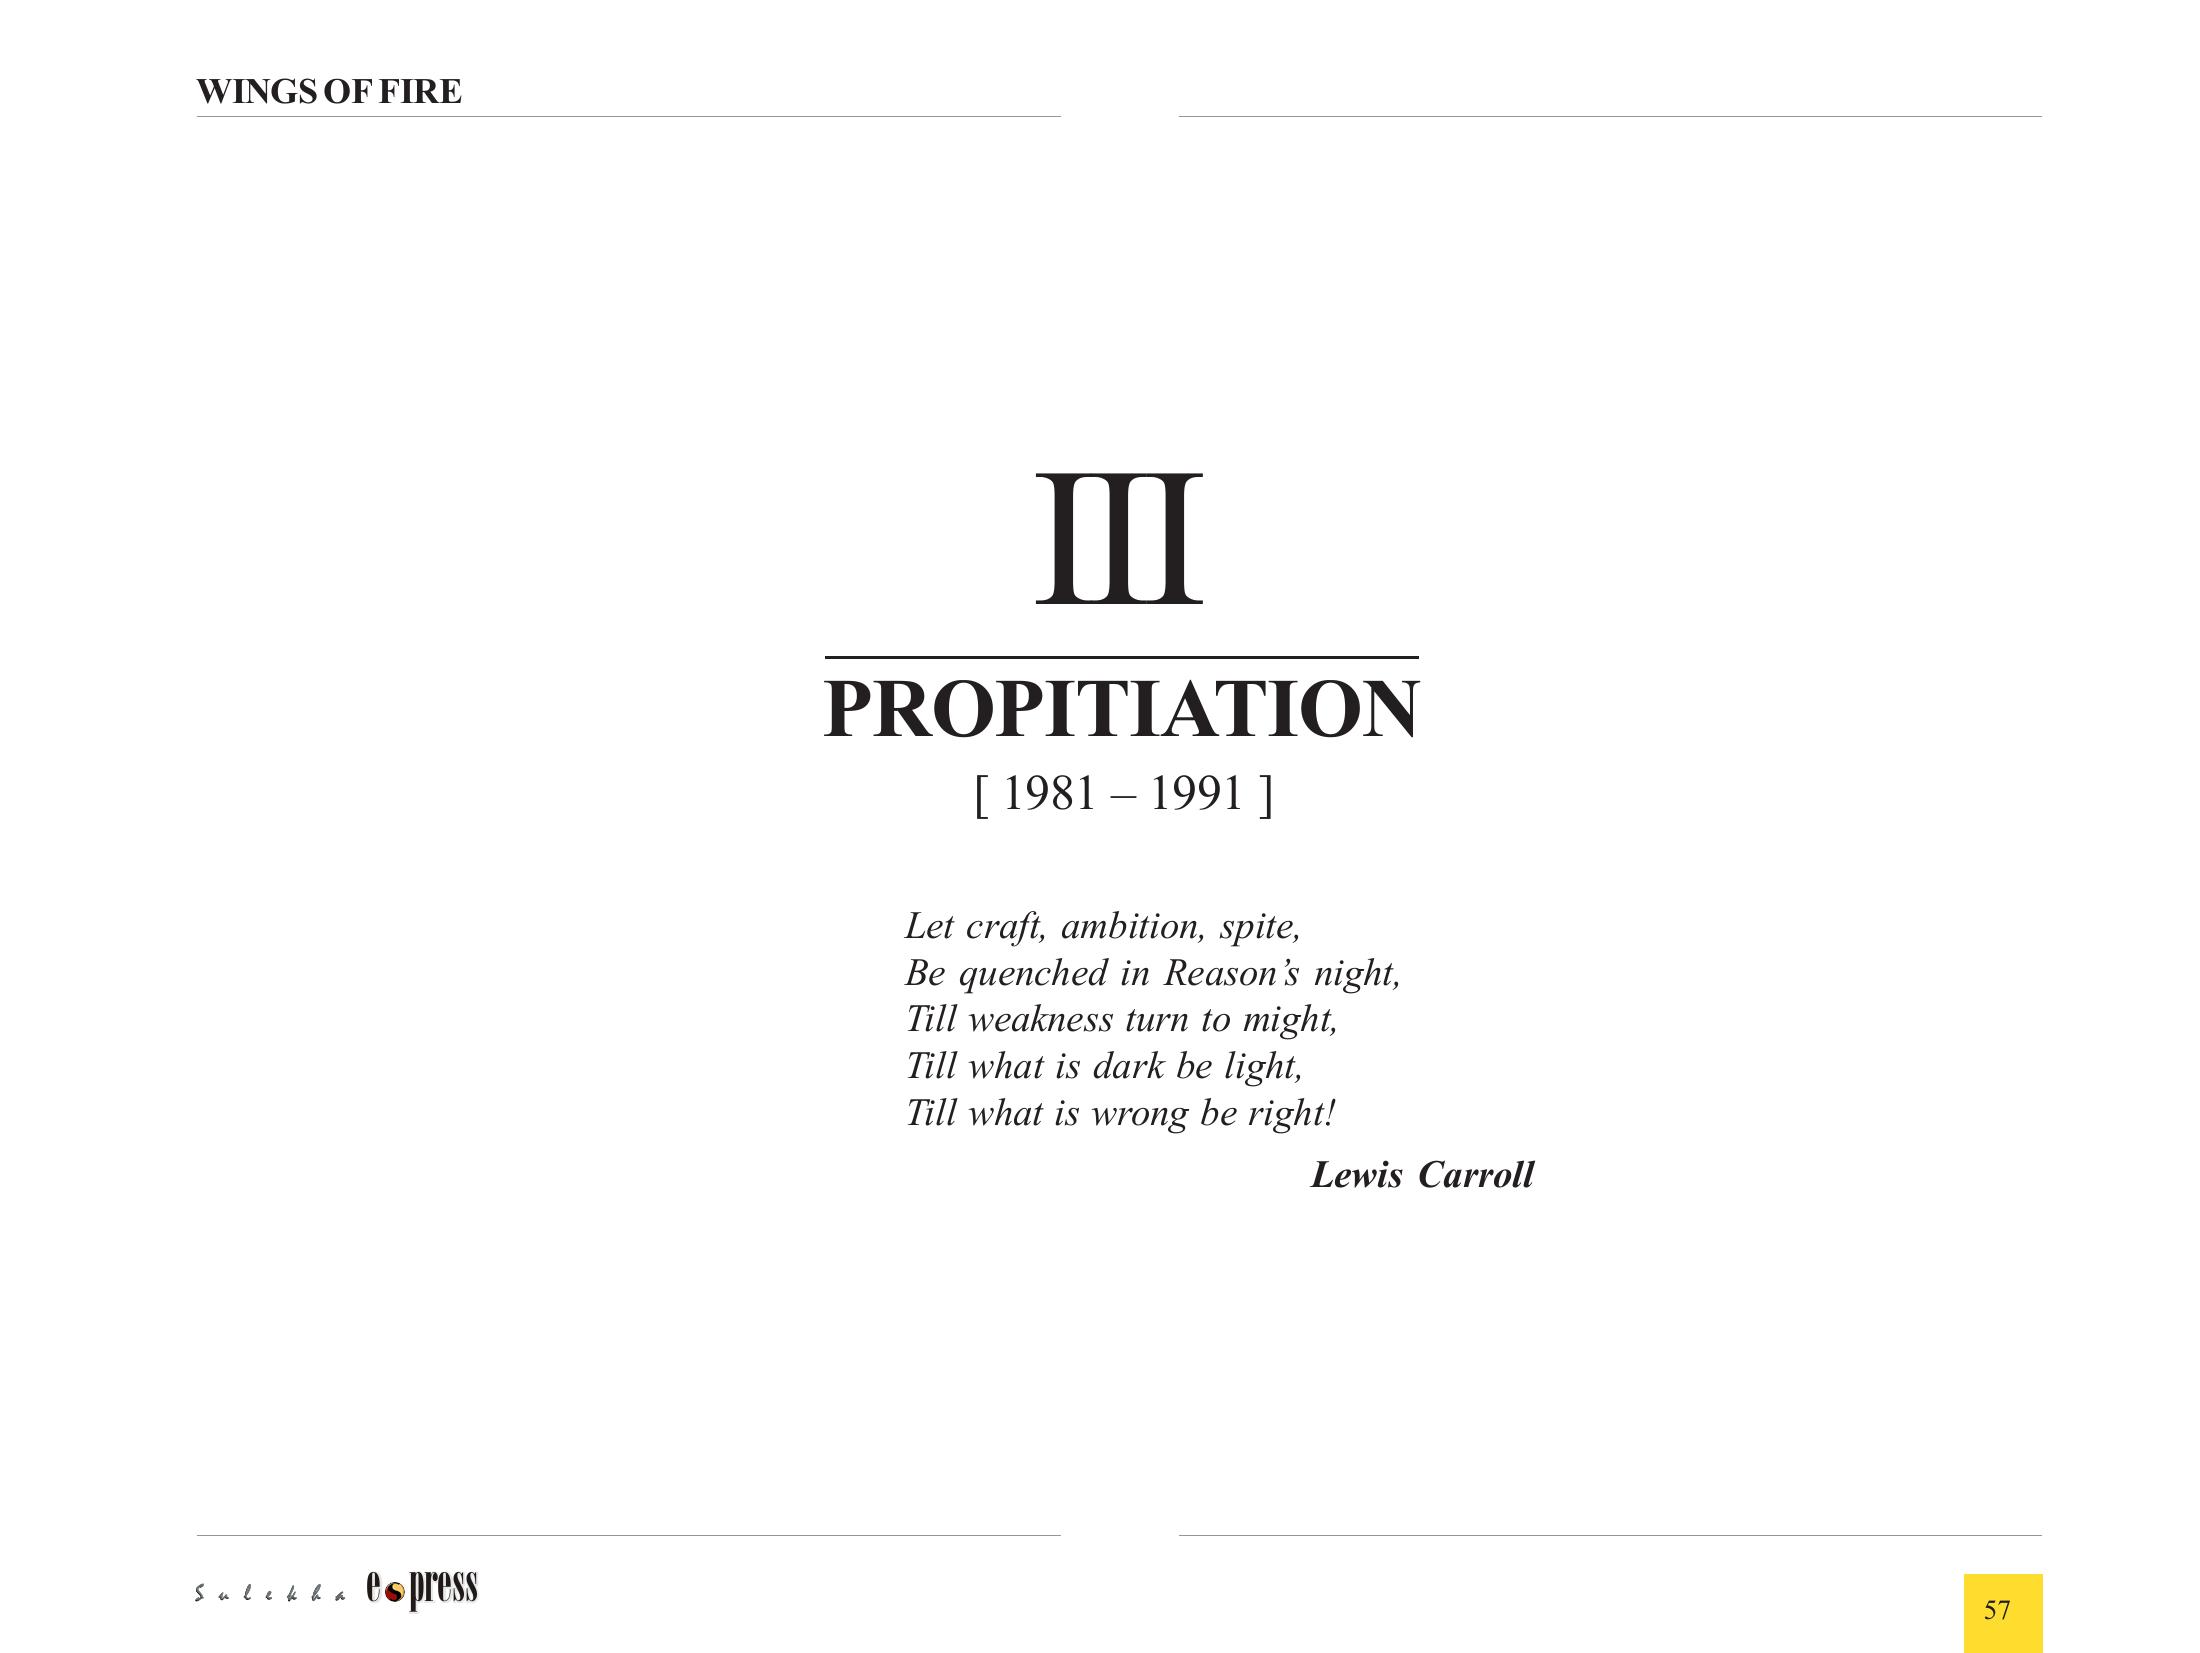 WINGS OF FIRE
III
PROPITIATION
[ 1981 – 1991 ]
Let craft, ambition, spite,
Be quenched in Reason’s night,
Till weakness turn to might,
Till what is dark be light,
Till what is wrong be right!
Lewis Carroll
Sulekha e press
57